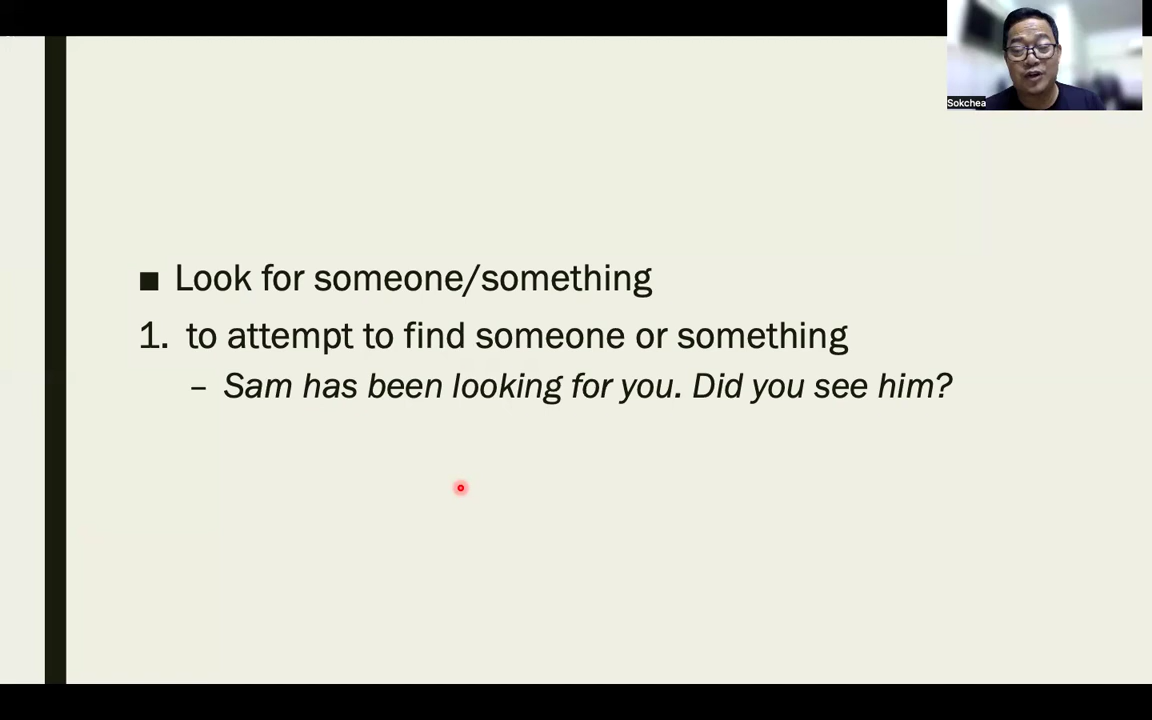 Sokchea
■ Look for someone/something
1. to attempt to find someone or something
– Sam has been looking for you. Did you see him?